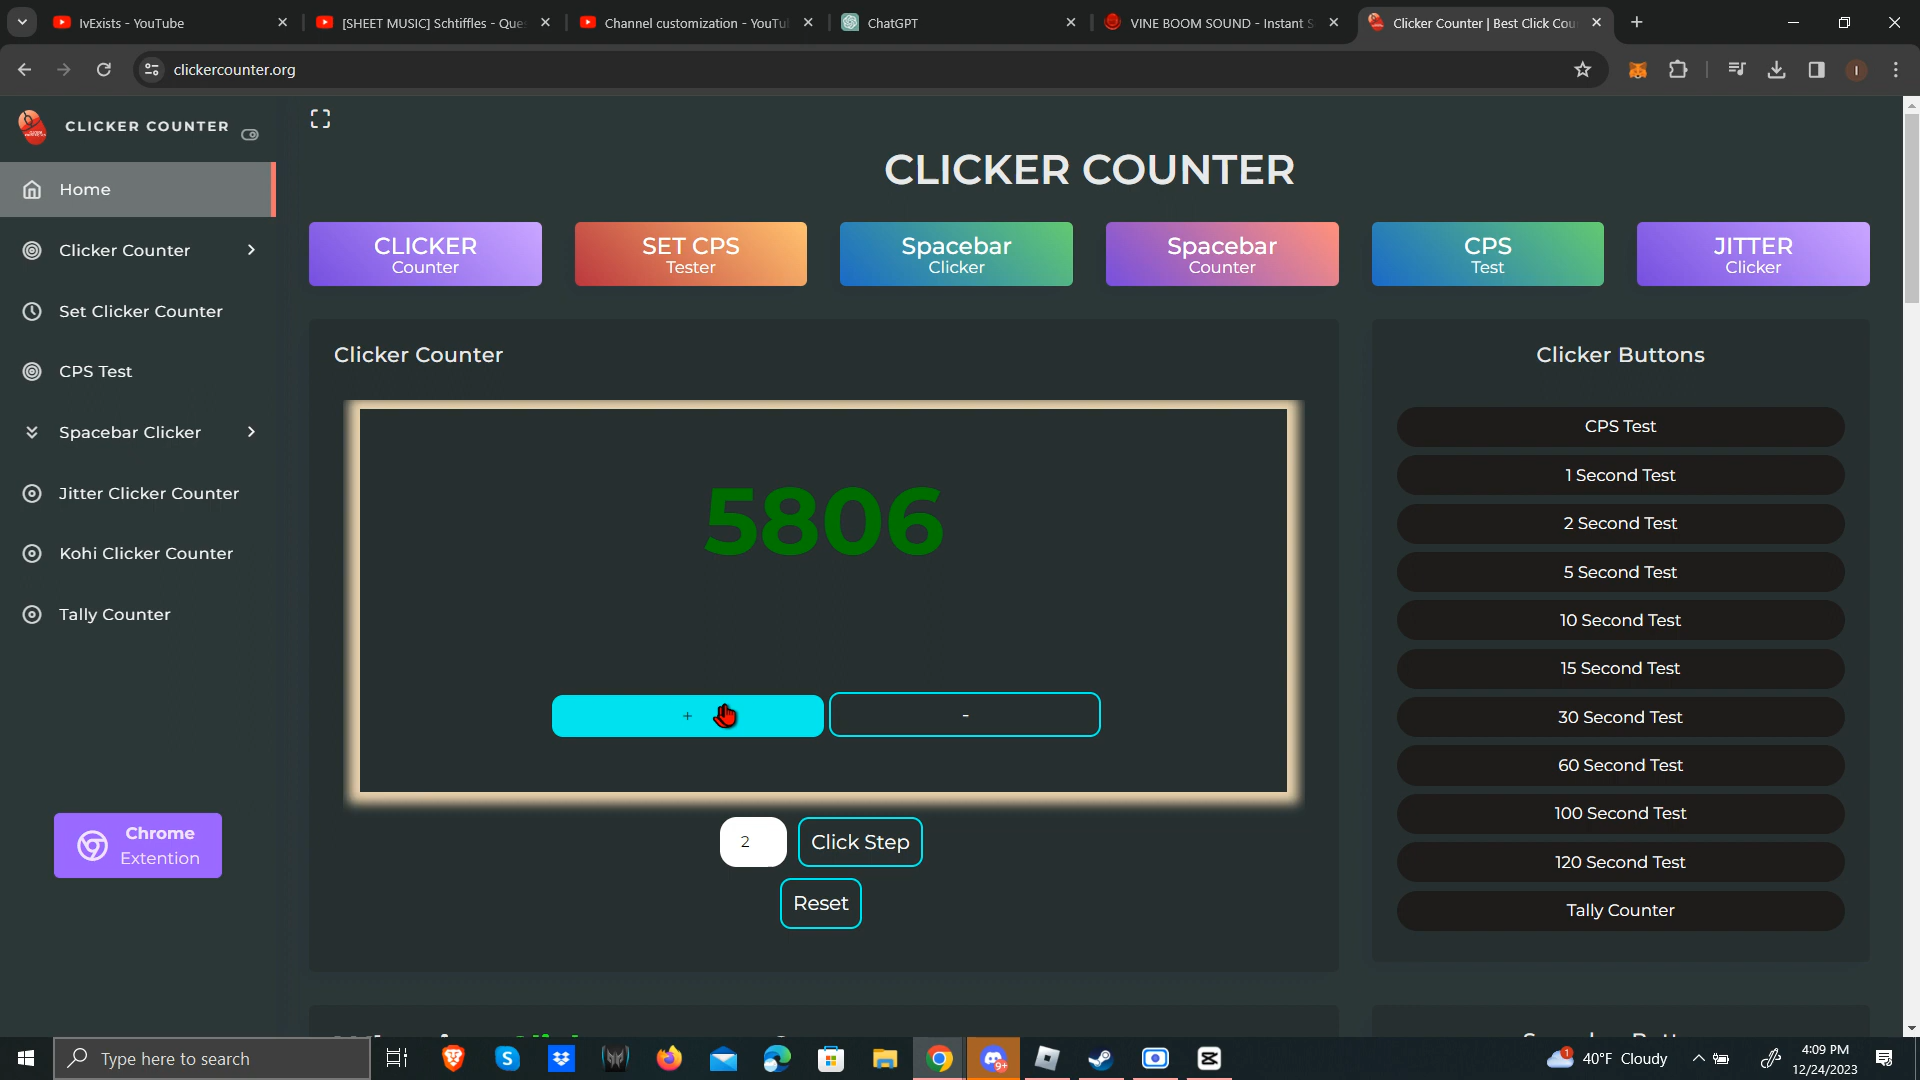 IvExists - YouTube
[SHEET MUSIC] Schtiffles - Que
Channel customization - YouTu
ChatGPT
VINE BOOM SOUND - Instant S
Clicker Counter | Best Click Cou
clickercounter.org
I
CLICKER COUNTER
Home
Clicker Counter
Set Clicker Counter
CPS Test
Spacebar Clicker
Jitter Clicker Counter
Kohi Clicker Counter
Tally Counter
Chrome
Extention
CLICKER COUNTER
CLICKER
Counter
SET CPS
Tester
Spacebar
Clicker
Spacebar
Counter
CPS
Test
JITTER
Clicker
Clicker Counter
5806
+
-
2
Click Step
Reset
Clicker Buttons
CPS Test
1 Second Test
2 Second Test
5 Second Test
10 Second Test
15 Second Test
30 Second Test
60 Second Test
100 Second Test
120 Second Test
Tally Counter
Type here to search
9+
1
40°F Cloudy
4:09 PM
12/24/2023